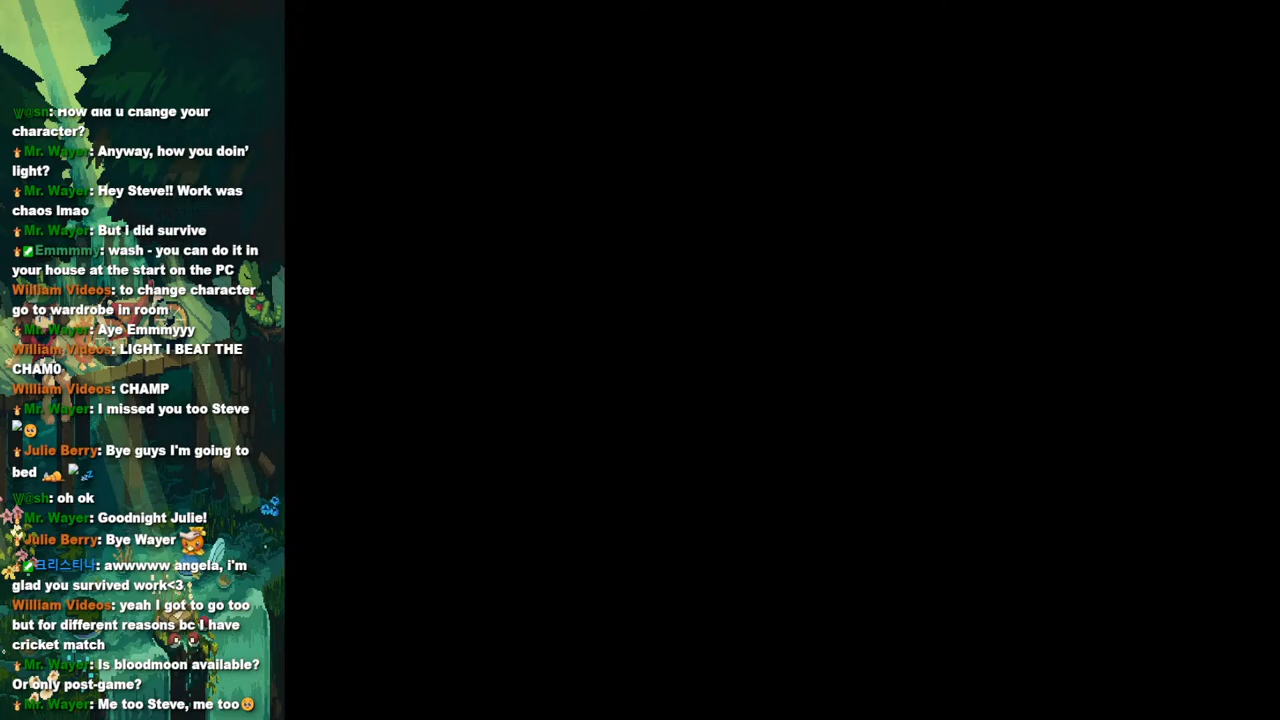 W@sh: How did u change your
character?
Mr. Wayer: Anyway, how you doin’
light?
Mr. Wayer: Hey Steve!! Work was
chaos lmao
Mr. Wayer: But i did survive
Emmmmy: wash - you can do it in
your house at the start on the PC
William Videos: to change character
go to wardrobe in room
Mr. Wayer: Aye Emmmyyy
William Videos: LIGHT I BEAT THE
CHAM0
William Videos: CHAMP
Mr. Wayer: I missed you too Steve
🥺
Julie Berry: Bye guys I'm going to
bed 💤
W@sh: oh ok
Mr. Wayer: Goodnight Julie!
Julie Berry: Bye Wayer
크리스티나: awwwww angela, i'm
glad you survived work<3
William Videos: yeah I got to go too
but for different reasons bc I have
cricket match
Mr. Wayer: Is bloodmoon available?
Or only post-game?
Mr. Wayer: Me too Steve, me too🥺